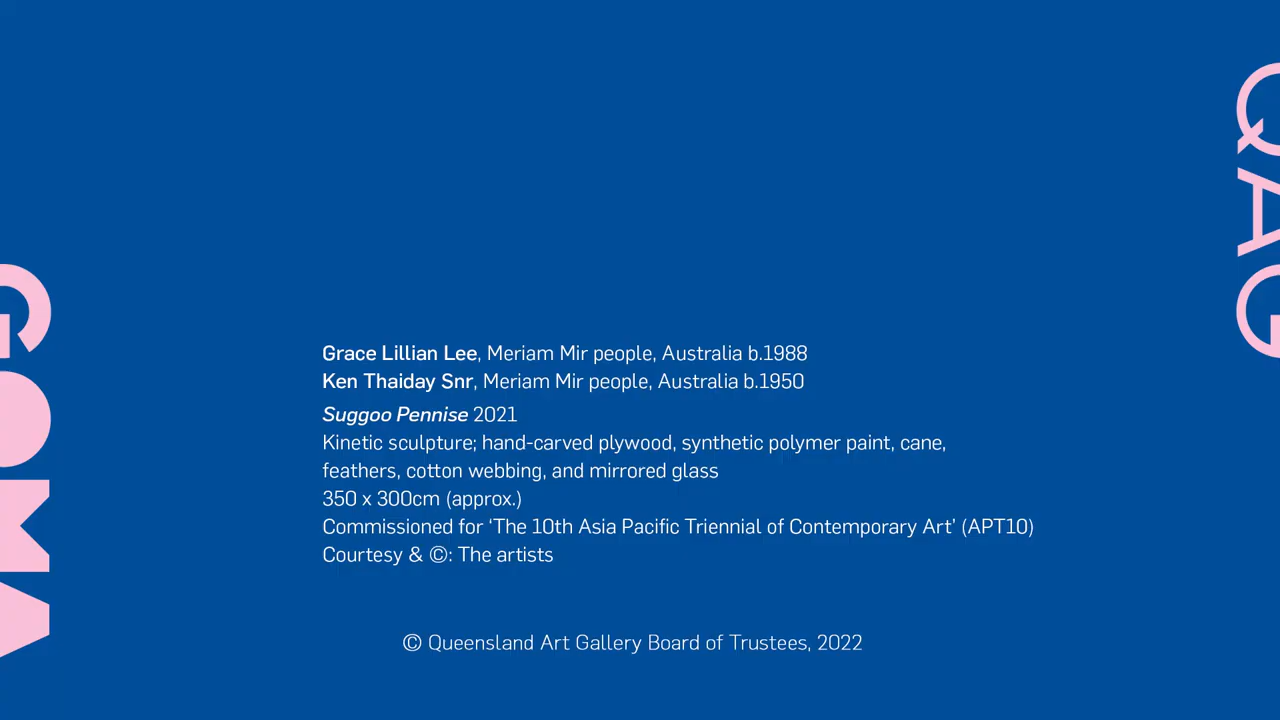 QAG
GOMA
Grace Lillian Lee, Meriam Mir people, Australia b.1988
Ken Thaiday Snr, Meriam Mir people, Australia b.1950
Suggoo Pennise 2021
Kinetic sculpture; hand-carved plywood, synthetic polymer paint, cane,
feathers, cotton webbing, and mirrored glass
350 x 300cm (approx.)
Commissioned for ‘The 10th Asia Pacific Triennial of Contemporary Art’ (APT10)
Courtesy & ©: The artists
© Queensland Art Gallery Board of Trustees, 2022